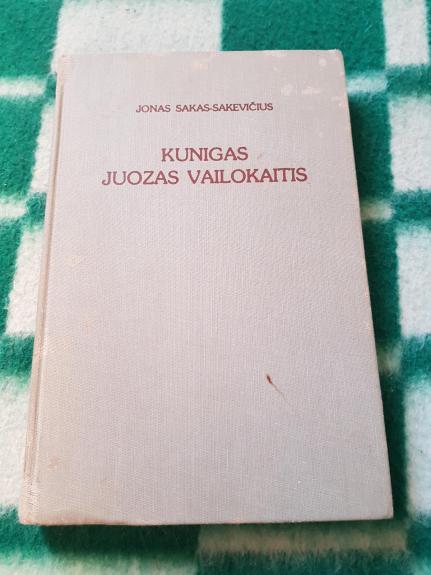 JONAS SAKAS-SAKEVIČIUS
KUNIGAS
JUOZAS VAILOKAITIS